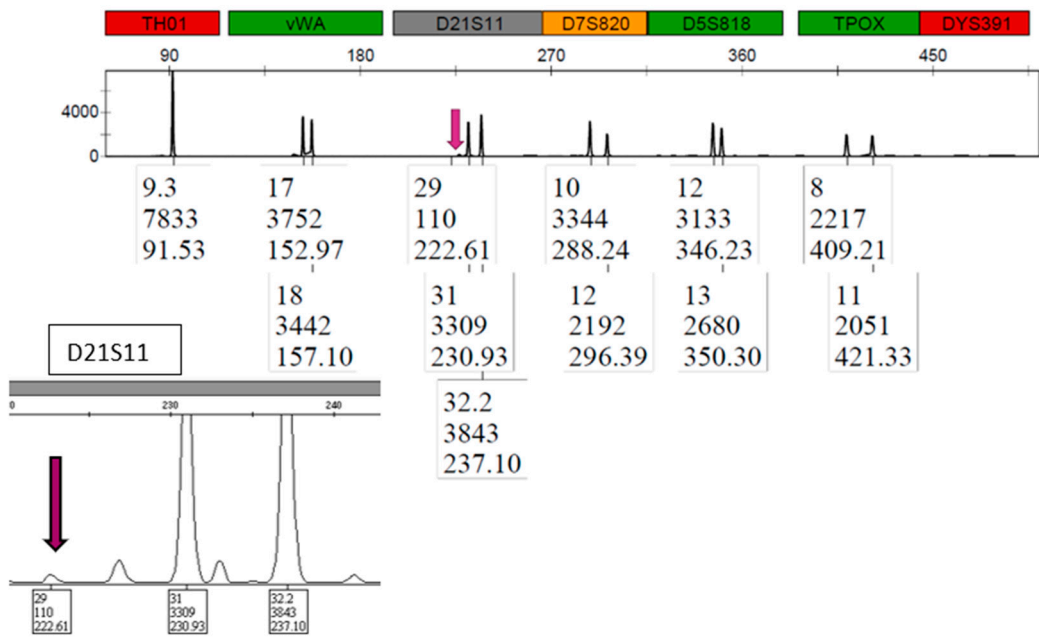 TH01 vWA D21S11 D7S820 D5S818 TPOX DYS391
90 180 270 360 450
4000
0
9.3 17 29 10 12 8
7833 3752 110 3344 3133 2217
91.53 152.97 222.61 288.24 346.23 409.21
18 31 12 13 11
3442 3309 2192 2680 2051
157.10 230.93 296.39 350.30 421.33
32.2
3843
237.10
D21S11
0 230 240
29 31 32.2
110 3309 3843
222.61 230.93 237.10